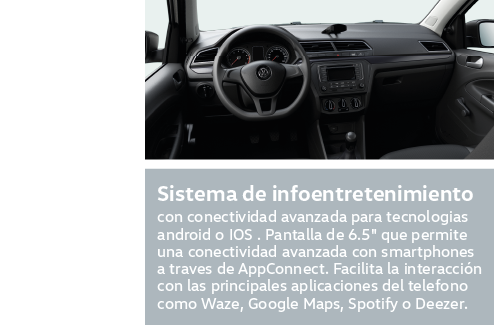 Sistema de infoentretenimiento
con conectividad avanzada para tecnologias
android o IOS . Pantalla de 6.5" que permite
una conectividad avanzada con smartphones
a traves de AppConnect. Facilita la interacción
con las principales aplicaciones del telefono
como Waze, Google Maps, Spotify o Deezer.